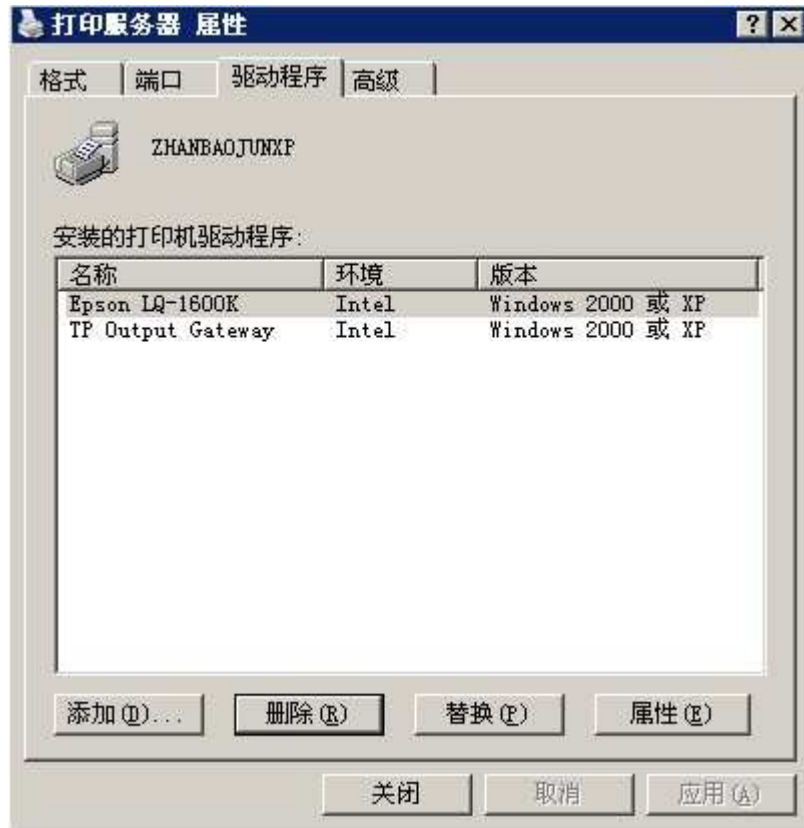 打印服务器 属性
格式 端口 驱动程序 高级
ZHANBAOJUNXP
安装的打印机驱动程序:
名称 环境 版本
Epson LQ-1600K Intel Windows 2000 或 XP
TP Output Gateway Intel Windows 2000 或 XP
添加(D)... 删除(R) 替换(P) 属性(E)
关闭 取消 应用(A)